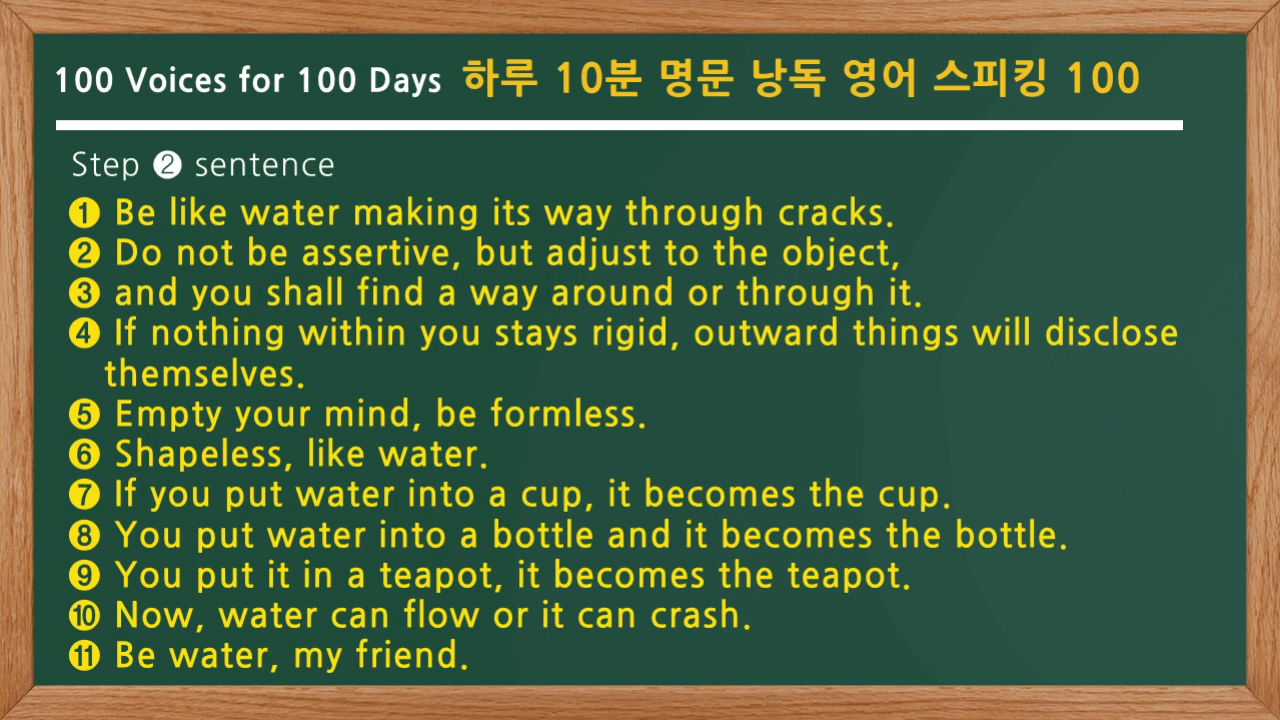 100 Voices for 100 Days 하루 10분 명문 낭독 영어 스피킹 100
Step ❷ sentence
❶ Be like water making its way through cracks.
❷ Do not be assertive, but adjust to the object,
❸ and you shall find a way around or through it.
❹ If nothing within you stays rigid, outward things will disclose
themselves.
❺ Empty your mind, be formless.
❻ Shapeless, like water.
❼ If you put water into a cup, it becomes the cup.
❽ You put water into a bottle and it becomes the bottle.
❾ You put it in a teapot, it becomes the teapot.
❿ Now, water can flow or it can crash.
⓫ Be water, my friend.